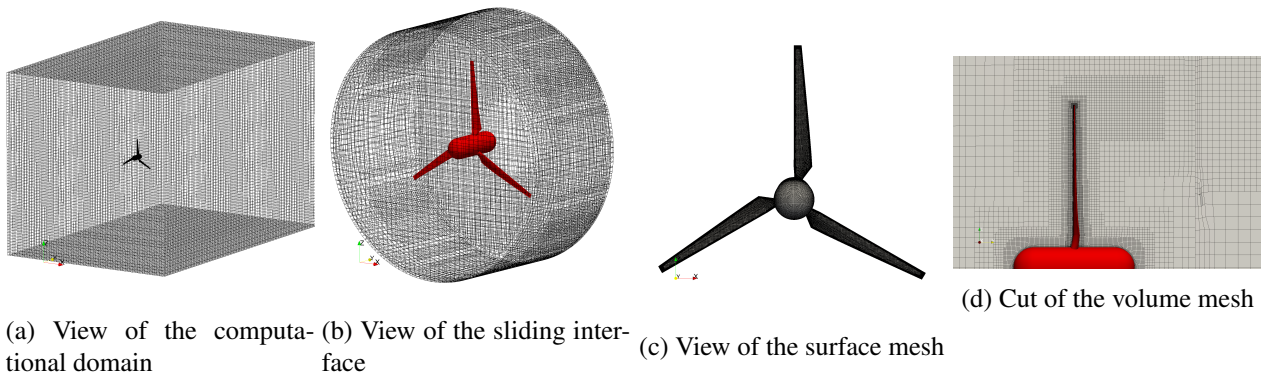 (a) View of the computa-
tional domain
(b) View of the sliding inter-
face
(c) View of the surface mesh
(d) Cut of the volume mesh